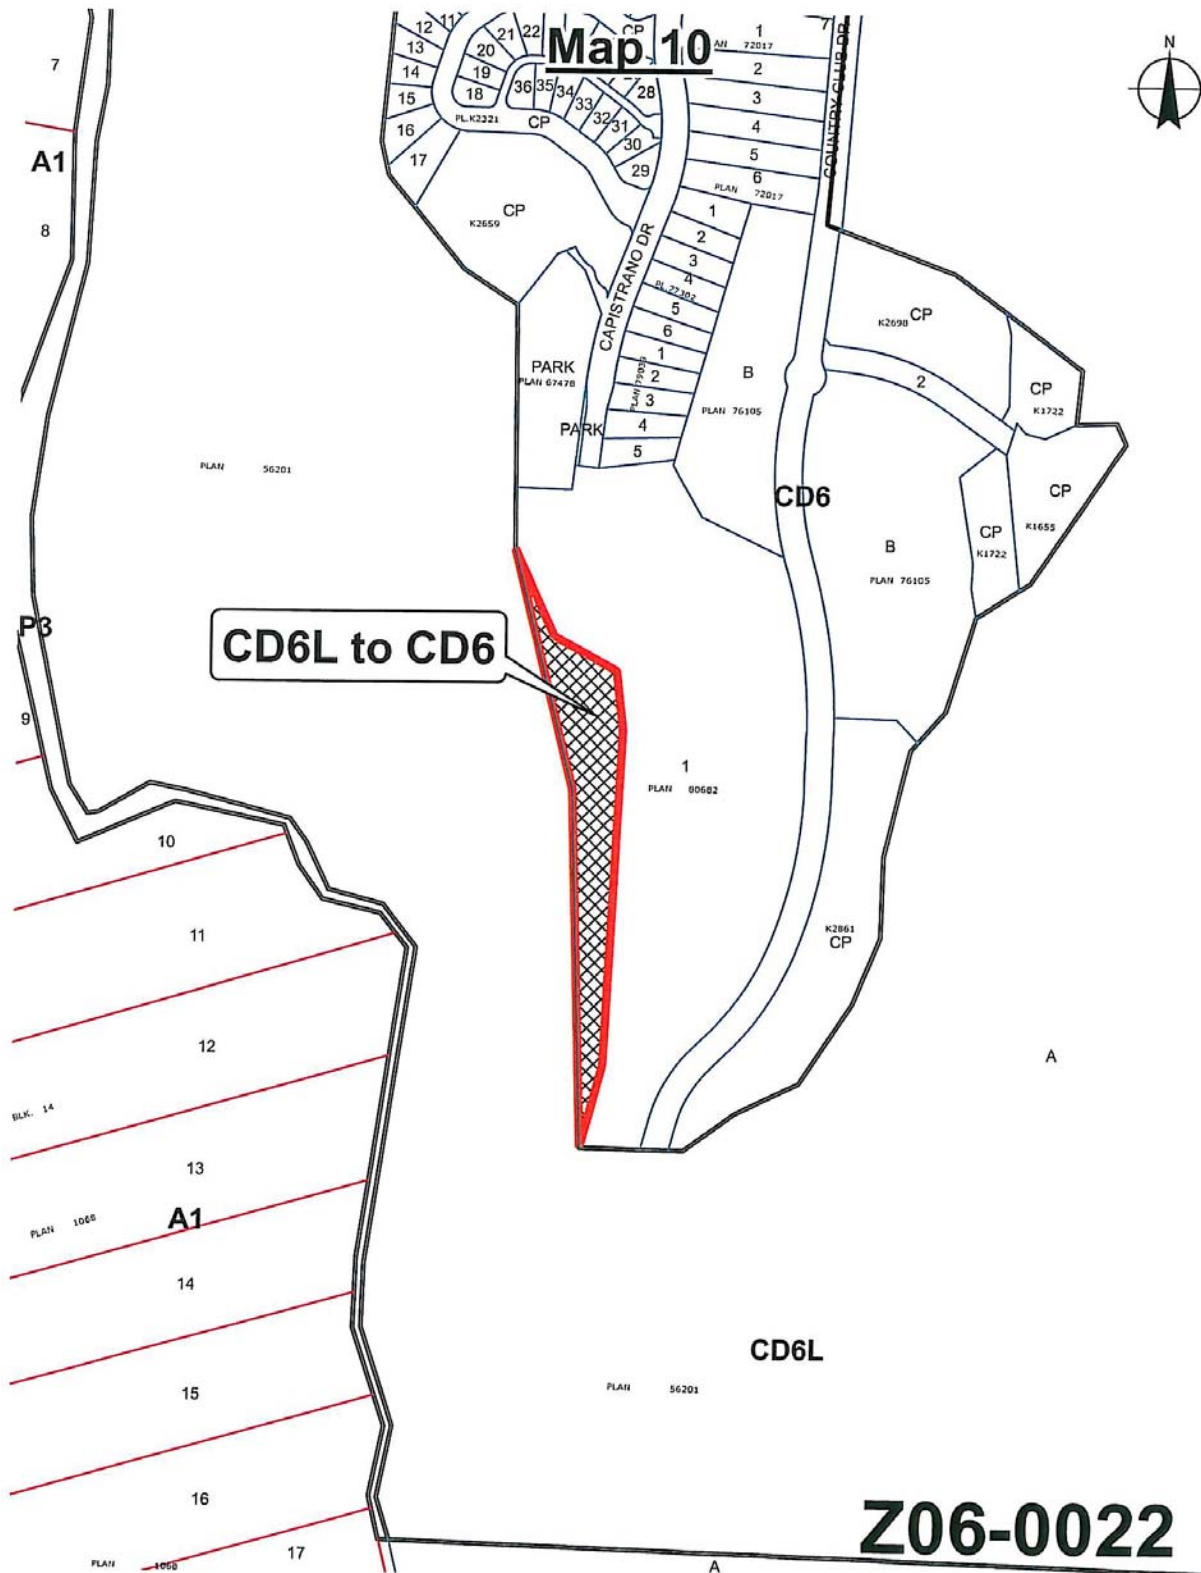 Map 10
N
7
A1
8
12
11
13
14
15
16
17
21
22
20
19
18
36
35
34
33
32
31
30
29
28
CP
PL.K2321
CP
K2659
CP
1
PLAN 72017
2
3
4
5
6
PLAN 72017
7
COUNTRY CLUB DR
CAPISTRANO DR
1
2
3
4
PL.77302
5
6
1
2
3
4
5
PARK
PLAN 67478
PARK
B
PLAN 76105
K2698
CP
2
CP
K1722
CP
K1655
CP
K1722
CD6
B
PLAN 76105
PLAN 56201
P3
CD6L to CD6
9
1
PLAN 80682
10
11
K2861
CP
12
A
BLK. 14
13
PLAN 1068
A1
14
CD6L
PLAN 56201
15
16
Z06-0022
17
PLAN 1068
A